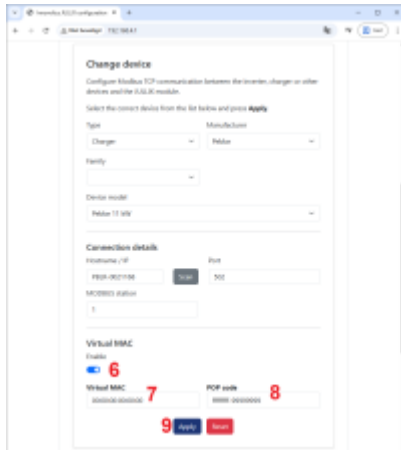 Change device
Configure Modbus TCP communication between the inverter, charger or other
devices and the module.
Select the correct device from the list below and press Apply.
Type
Manufacturer
Charger
Peblar
Family
Device model
Peblar 11 kW
Connection details
Hostname / IP
Port
Scan
502
MODBUS station
1
Virtual MAC
Enable
6
Virtual MAC
7
PDP code
8
9
Apply
Reset